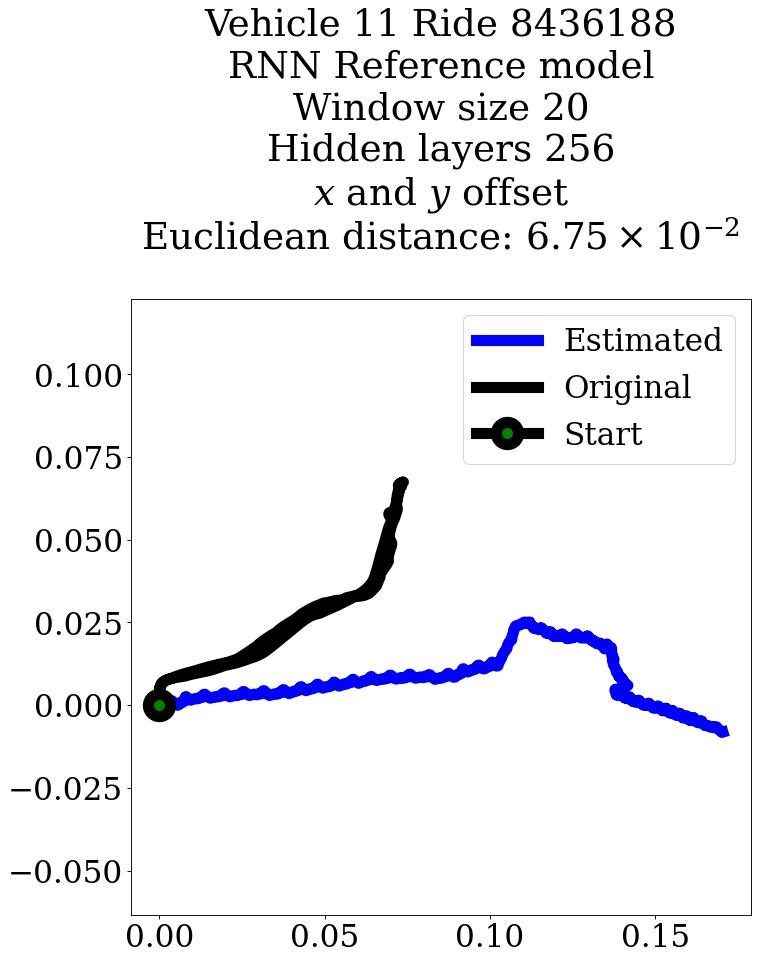 Vehicle 11 Ride 8436188
RNN Reference model
Window size 20
Hidden layers 256
x and y offset
Euclidean distance: 6.75 × 10⁻²
Estimated
Original
Start
0.100
0.075
0.050
0.025
0.000
−0.025
−0.050
0.00 0.05 0.10 0.15